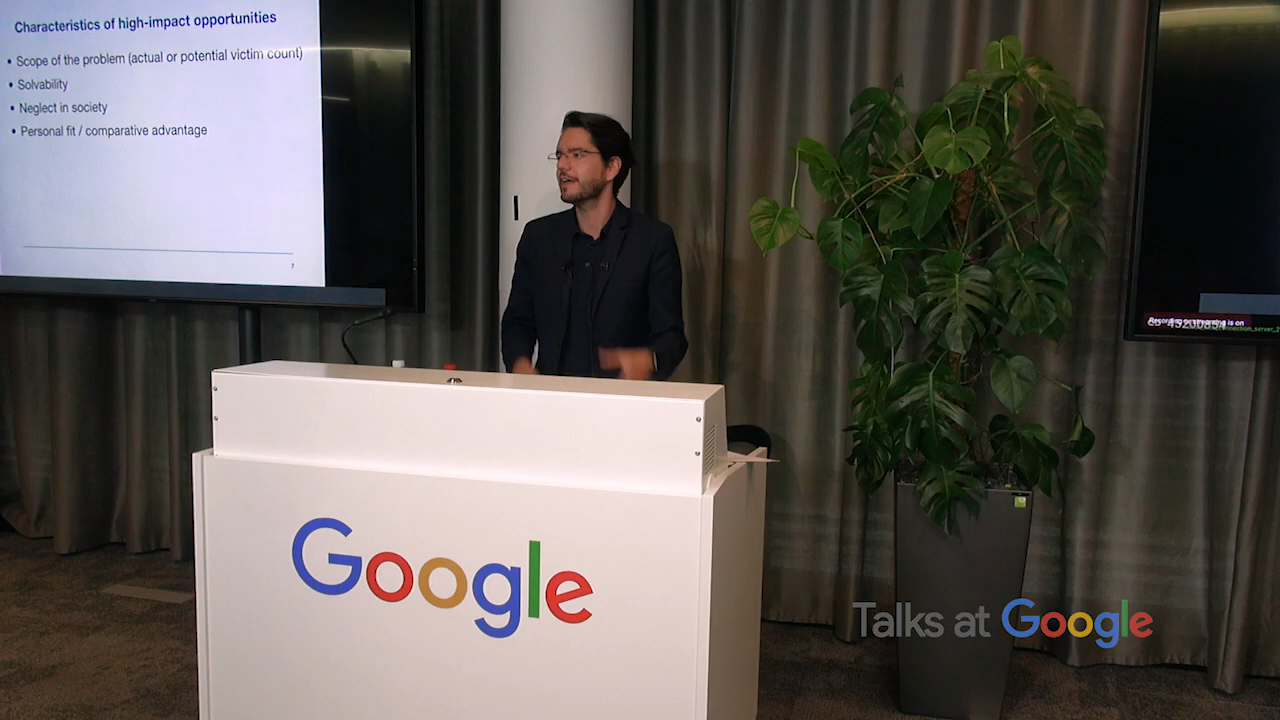 Characteristics of high-impact opportunities
• Scope of the problem (actual or potential victim count)
• Solvability
• Neglect in society
• Personal fit / comparative advantage
7
Google
Talks at Google